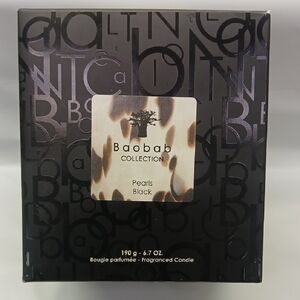 Baobab
COLLECTION
Pearls
Black
190 g - 6.7 OZ.
Bougie parfumée - Fragranced Candle